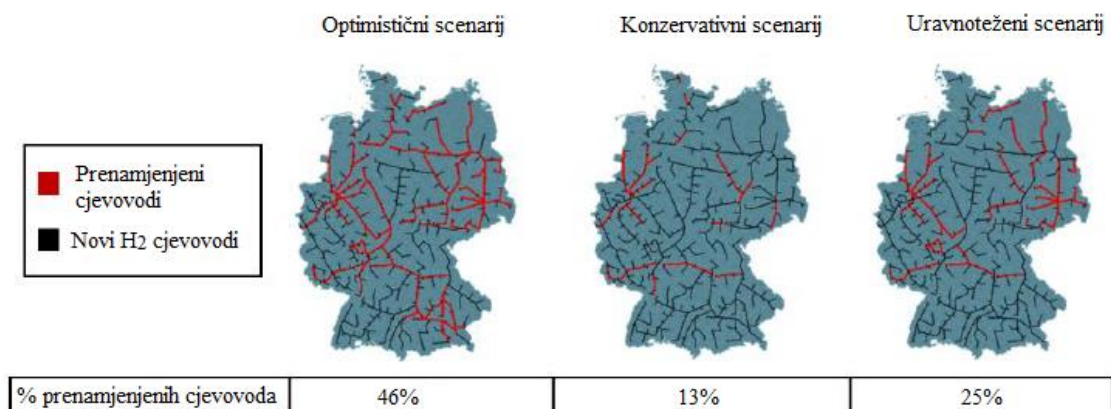 Optimistični scenarij
Konzervativni scenarij
Uravnoteženi scenarij
Prenamjenjeni
cjevovodi
Novi H2 cjevovodi
% prenamjenjenih cjevovoda
46%
13%
25%